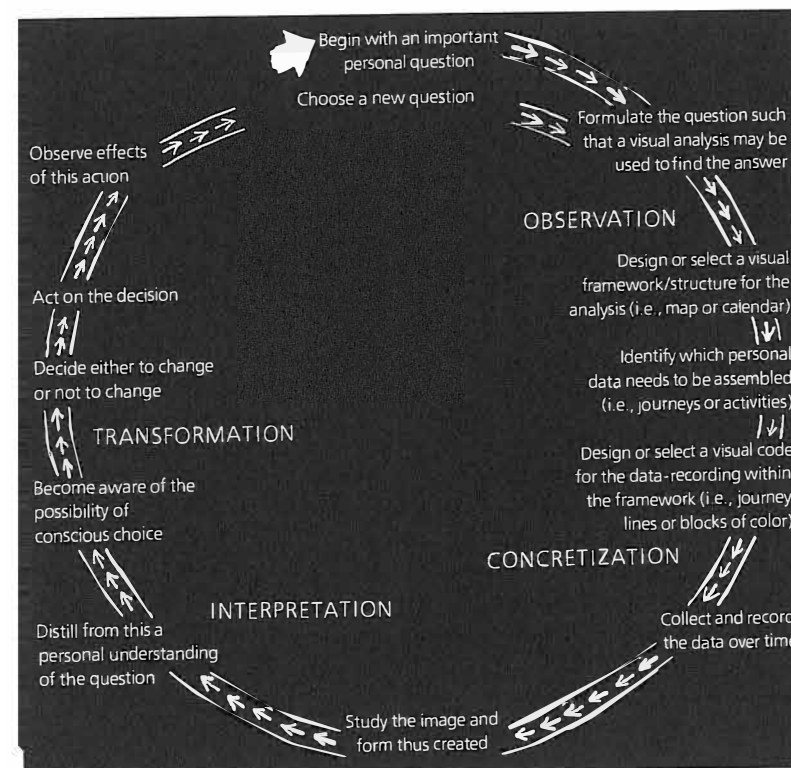 Begin with an important
personal question
Choose a new question
Formulate the question such
that a visual analysis may be
used to find the answer
OBSERVATION
Design or select a visual
framework/structure for the
analysis (i.e., map or calendar)
Identify which personal
data needs to be assembled
(i.e., journeys or activities)
Design or select a visual code
for the data-recording within
the framework (i.e., journey
lines or blocks of color)
CONCRETIZATION
Collect and record
the data over time
Study the image and
form thus created
INTERPRETATION
Distill from this a
personal understanding
of the question
Become aware of the
possibility of
conscious choice
TRANSFORMATION
Decide either to change
or not to change
Act on the decision
Observe effects
of this action